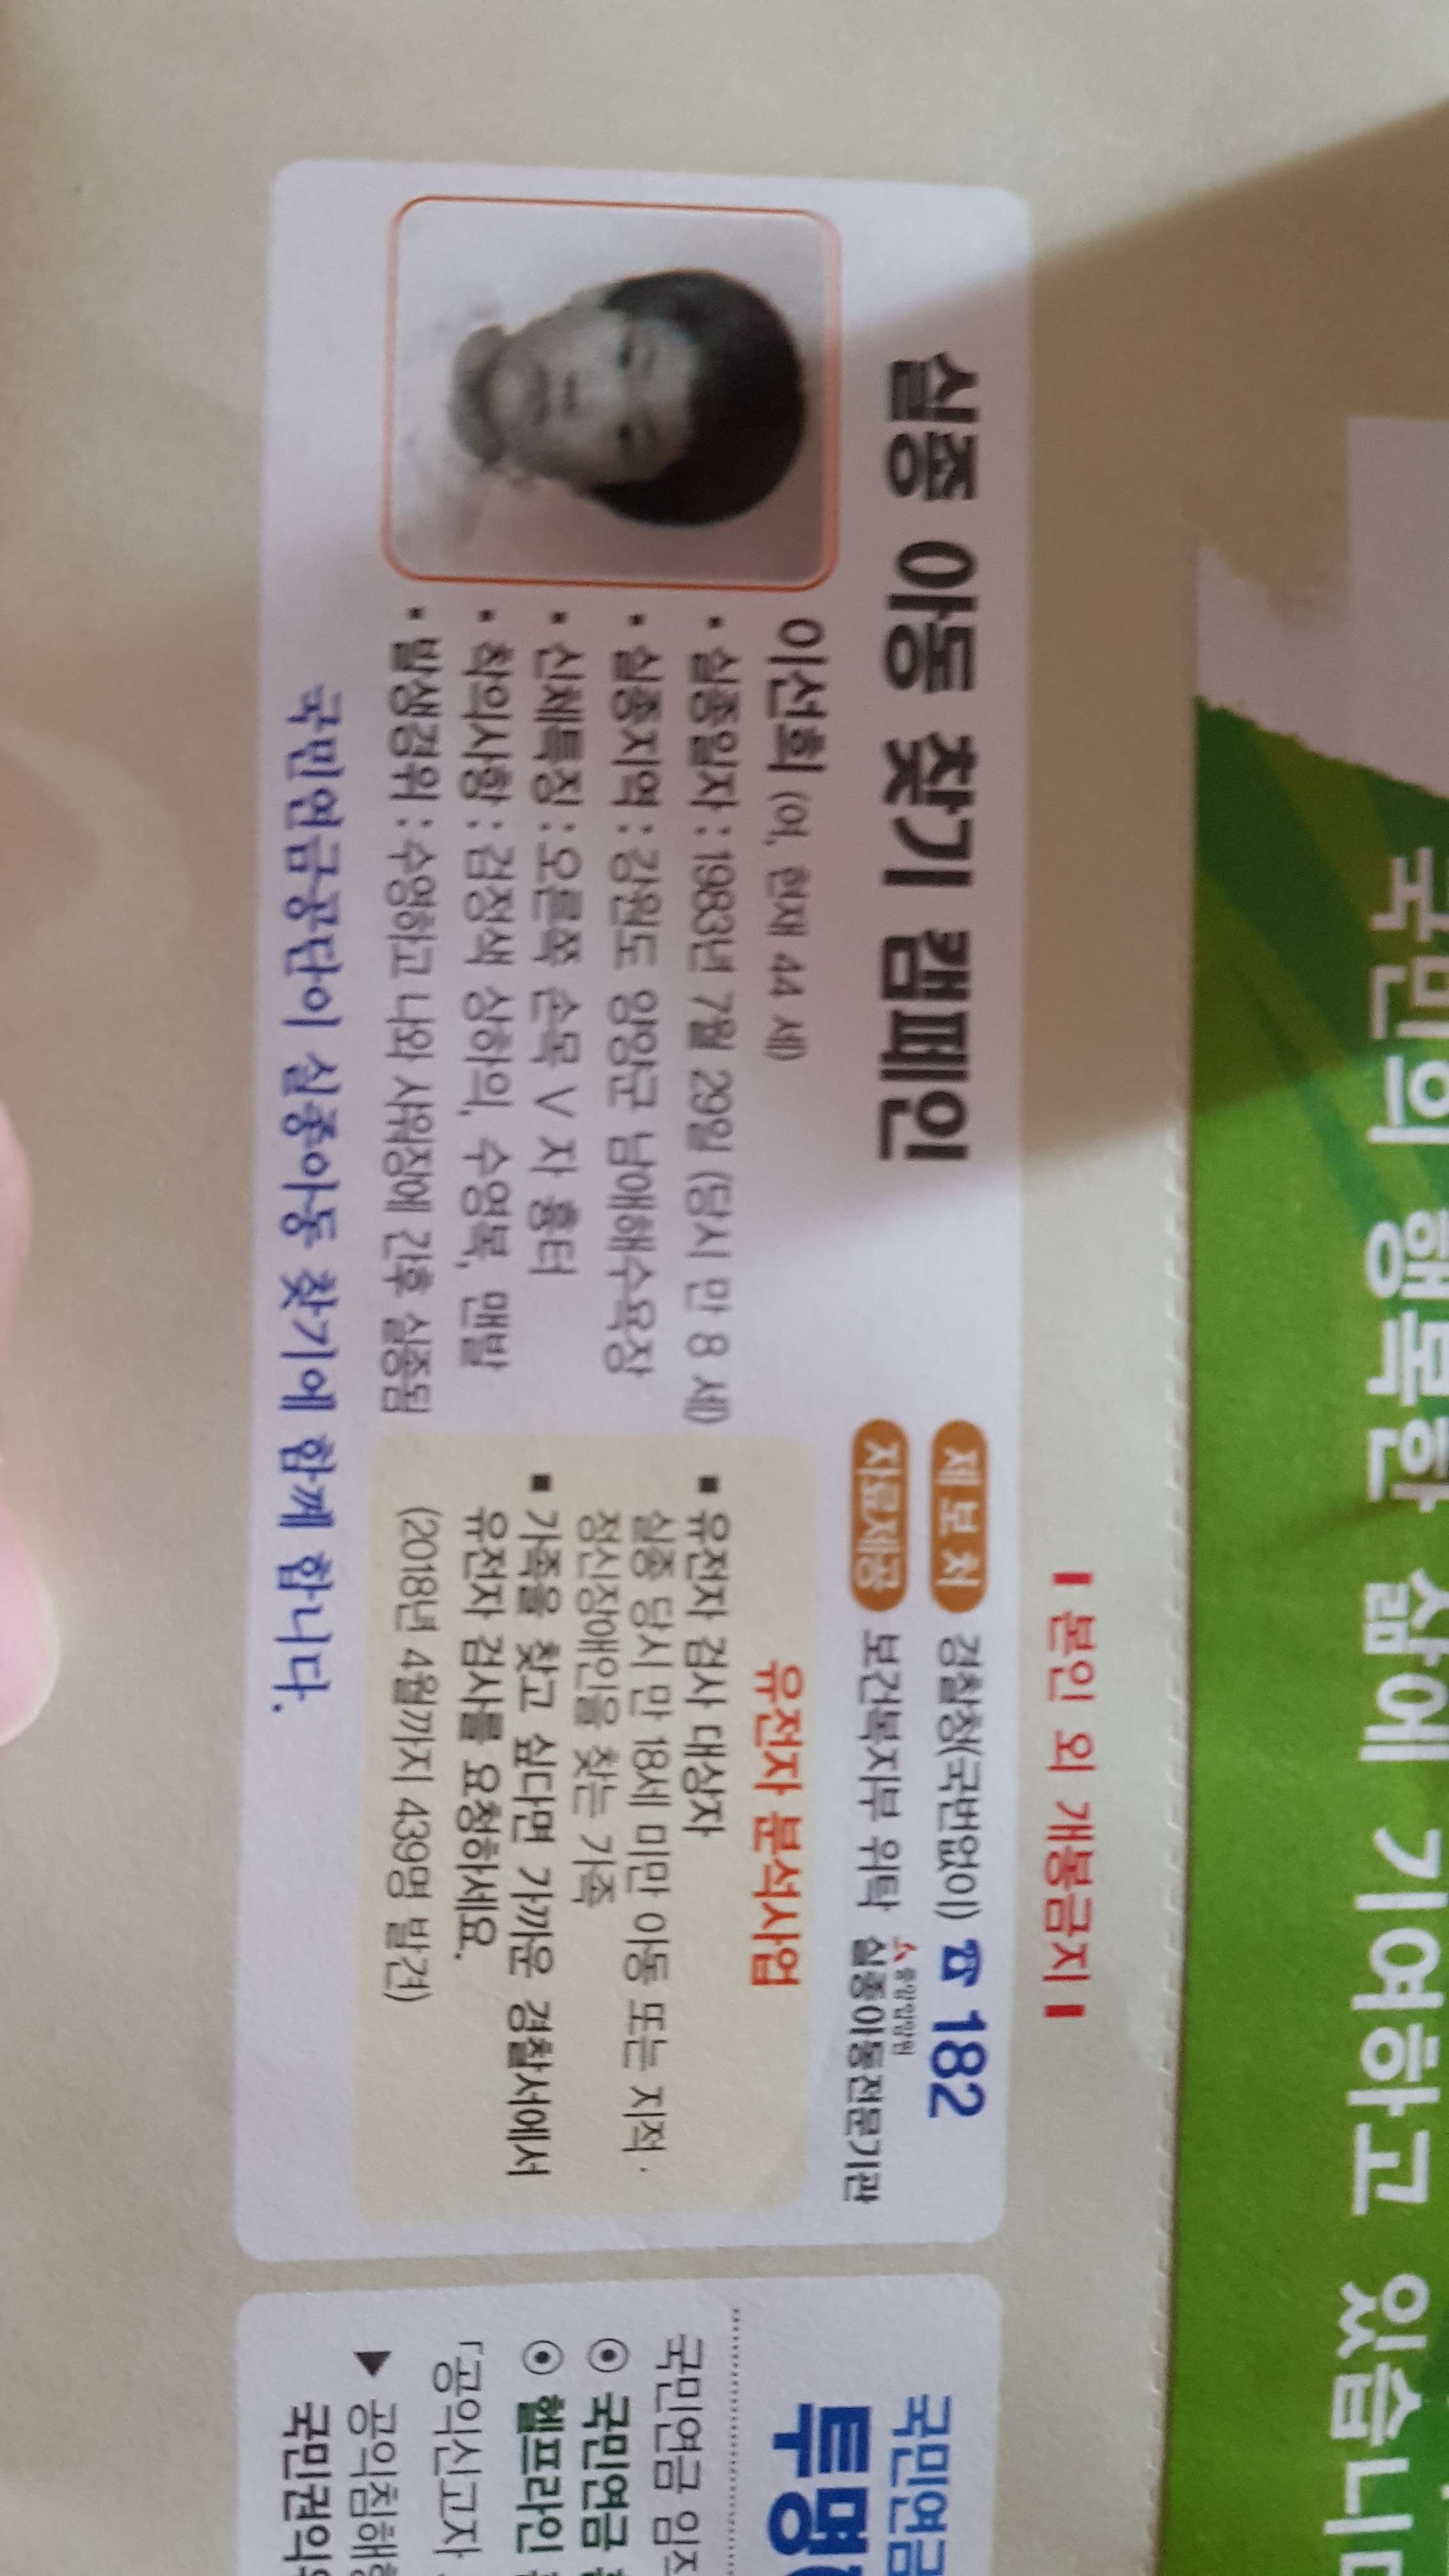 국민의 행복한 삶에 기여하고 있습니
본인 외 개봉금지
실종 아동 찾기 캠페인
이선희 (여, 현재 44 세)
▪ 실종일자 : 1983년 7월 29일 (당시 만 8 세)
▪ 실종지역 : 강원도 양양군 남애해수욕장
▪ 신체특징 : 오른쪽 손목 V 자 흉터
▪ 착의사항 : 검정색 상하의, 수영복, 맨발
▪ 발생경위 : 수영하고 나와 샤워장에 간후 실종됨
제 보 처 경찰청(국번없이) ☎ 182
자료제공 보건복지부 위탁 실종아동전문기관
유전자 분석사업
■ 유전자 검사 대상자
실종 당시 만 18세 미만 아동 또는 지적·
정신장애인을 찾는 가족
■ 가족을 찾고 싶다면 가까운 경찰서에서
유전자 검사를 요청하세요.
(2018년 4월까지 439명 발견)
국민연금공단이 실종아동 찾기에 함께 합니다.
국민연금
투명
국민연금 임
⊙ 국민연금
⊙ 헬프라인
「공익신고자
▶ 공익침해
국민권익